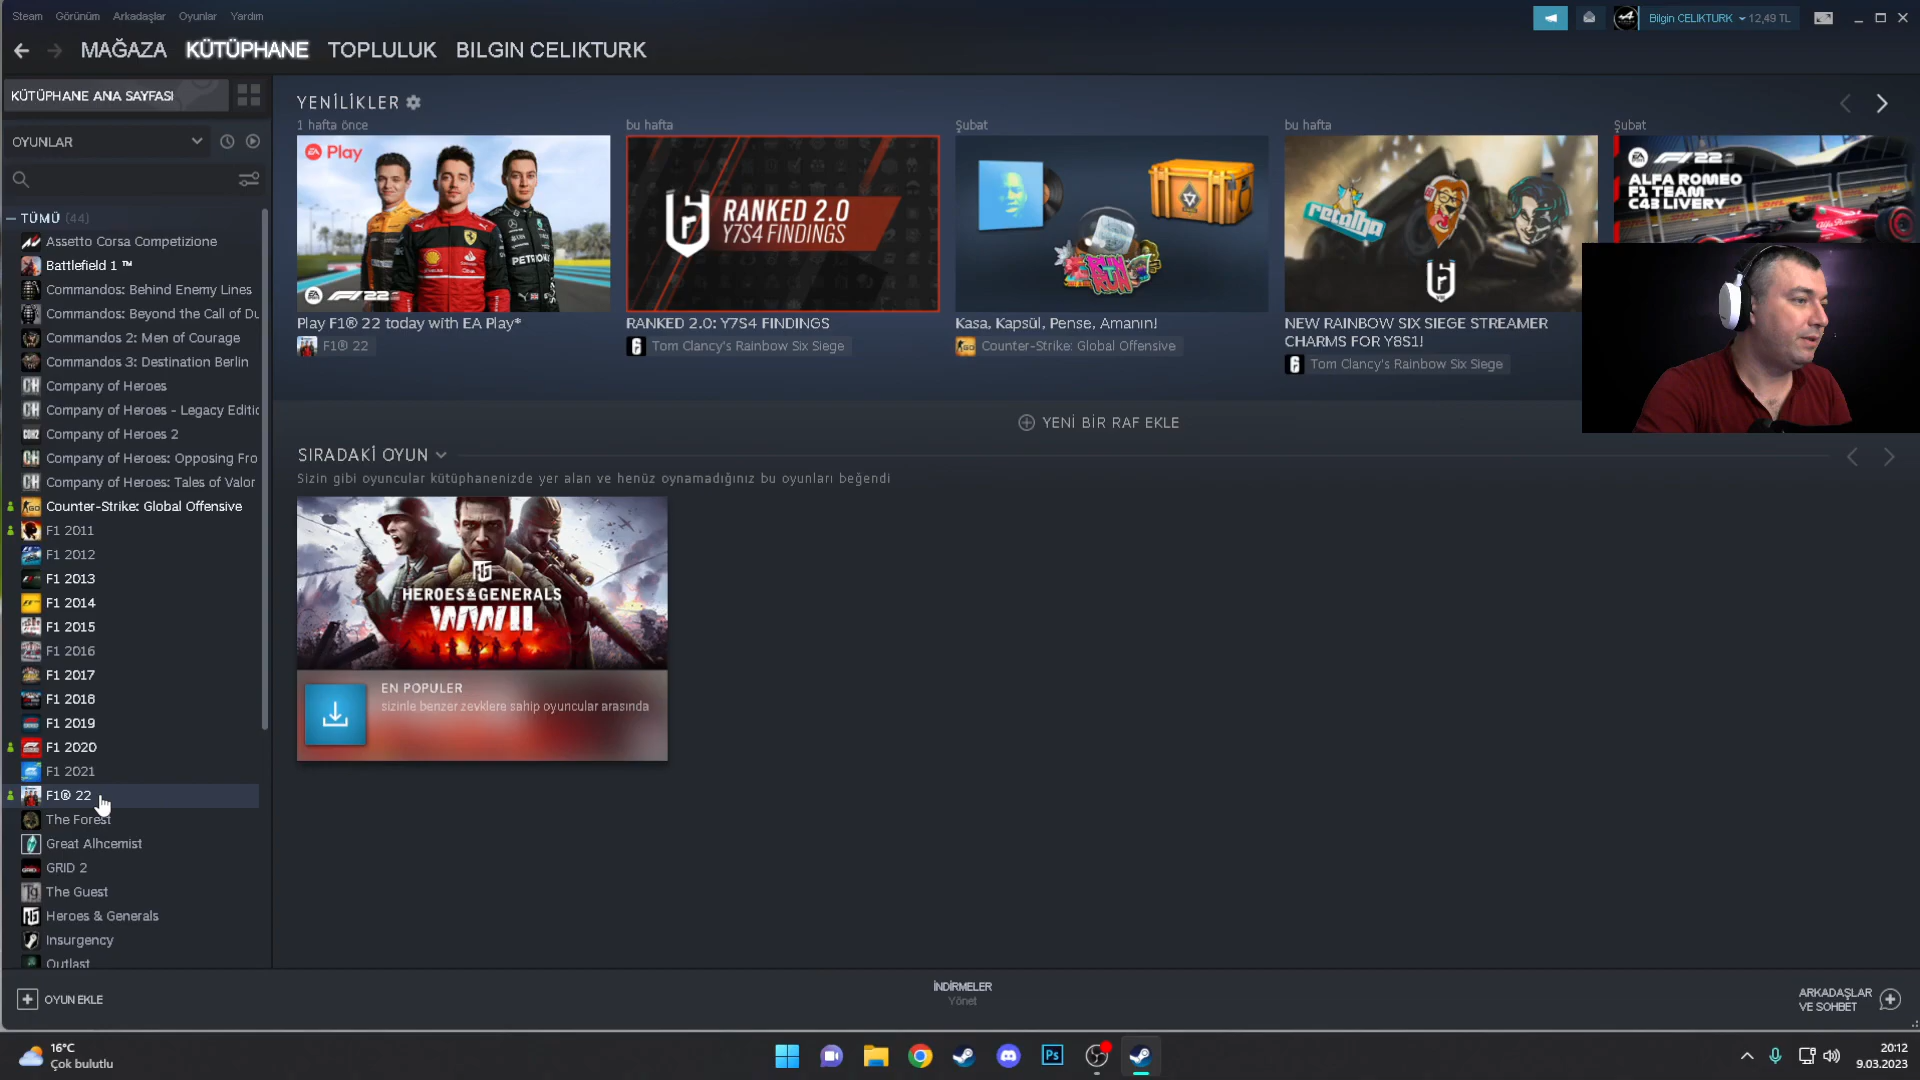 Steam Görünüm Arkadaşlar Oyunlar Yardım
Bilgin CELIKTURK 12,49 TL
MAĞAZA KÜTÜPHANE TOPLULUK BILGIN CELIKTURK
KÜTÜPHANE ANA SAYFASI
OYUNLAR
TÜMÜ (44)
Assetto Corsa Competizione
Battlefield 1 ™
Commandos: Behind Enemy Lines
Commandos: Beyond the Call of Du
Commandos 2: Men of Courage
Commandos 3: Destination Berlin
Company of Heroes
Company of Heroes - Legacy Editic
Company of Heroes 2
Company of Heroes: Opposing Fro
Company of Heroes: Tales of Valor
Counter-Strike: Global Offensive
F1 2011
F1 2012
F1 2013
F1 2014
F1 2015
F1 2016
F1 2017
F1 2018
F1 2019
F1 2020
F1 2021
F1® 22
The Forest
Great Alhcemist
GRID 2
The Guest
Heroes & Generals
Insurgency
Outlast
OYUN EKLE
YENİLİKLER
1 hafta önce
EA Play
PETRONAS
F1 22
Play F1® 22 today with EA Play*
F1® 22
bu hafta
RANKED 2.0
Y7S4 FINDINGS
RANKED 2.0: Y7S4 FINDINGS
Tom Clancy's Rainbow Six Siege
Şubat
Kasa, Kapsül, Pense, Amanın!
Counter-Strike: Global Offensive
bu hafta
retalha
NEW RAINBOW SIX SIEGE STREAMER
CHARMS FOR Y8S1!
Tom Clancy's Rainbow Six Siege
Şubat
F1 22
ALFA ROMEO
F1 TEAM
C43 LIVERY
YENİ BİR RAF EKLE
SIRADAKİ OYUN
Sizin gibi oyuncular kütüphanenizde yer alan ve henüz oynamadığınız bu oyunları beğendi
HEROES & GENERALS
WWII
EN POPULER
sizinle benzer zevklere sahip oyuncular arasında
İNDİRMELER
Yönet
ARKADAŞLAR
VE SOHBET
16°C
Çok bulutlu
Ps
20:12
9.03.2023